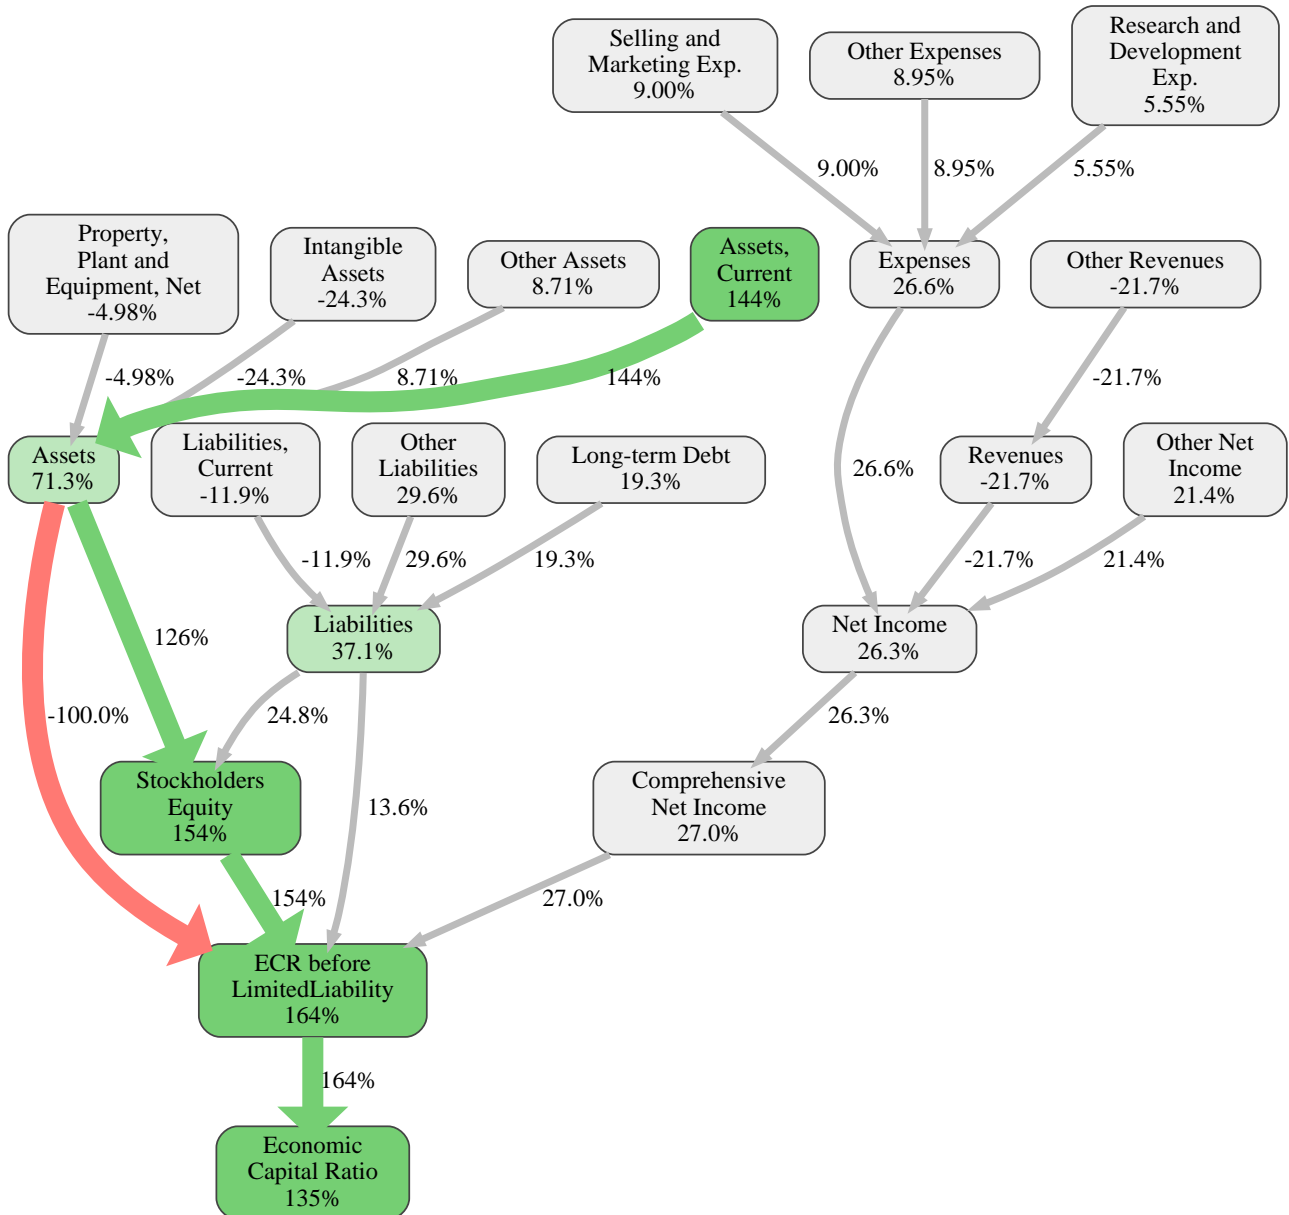 Selling and
Marketing Exp.
9.00%
Other Expenses
8.95%
Research and
Development
Exp.
5.55%
9.00%
8.95%
5.55%
Property,
Plant and
Equipment, Net
-4.98%
Intangible
Assets
-24.3%
Other Assets
8.71%
Assets,
Current
144%
Expenses
26.6%
Other Revenues
-21.7%
-4.98%
-24.3%
8.71%
144%
-21.7%
Assets
71.3%
Liabilities,
Current
-11.9%
Other
Liabilities
29.6%
Long-term Debt
19.3%
26.6%
Revenues
-21.7%
Other Net
Income
21.4%
-11.9%
29.6%
19.3%
-21.7%
21.4%
126%
Liabilities
37.1%
Net Income
26.3%
-100.0%
24.8%
26.3%
Stockholders
Equity
154%
13.6%
Comprehensive
Net Income
27.0%
154%
27.0%
ECR before
LimitedLiability
164%
164%
Economic
Capital Ratio
135%